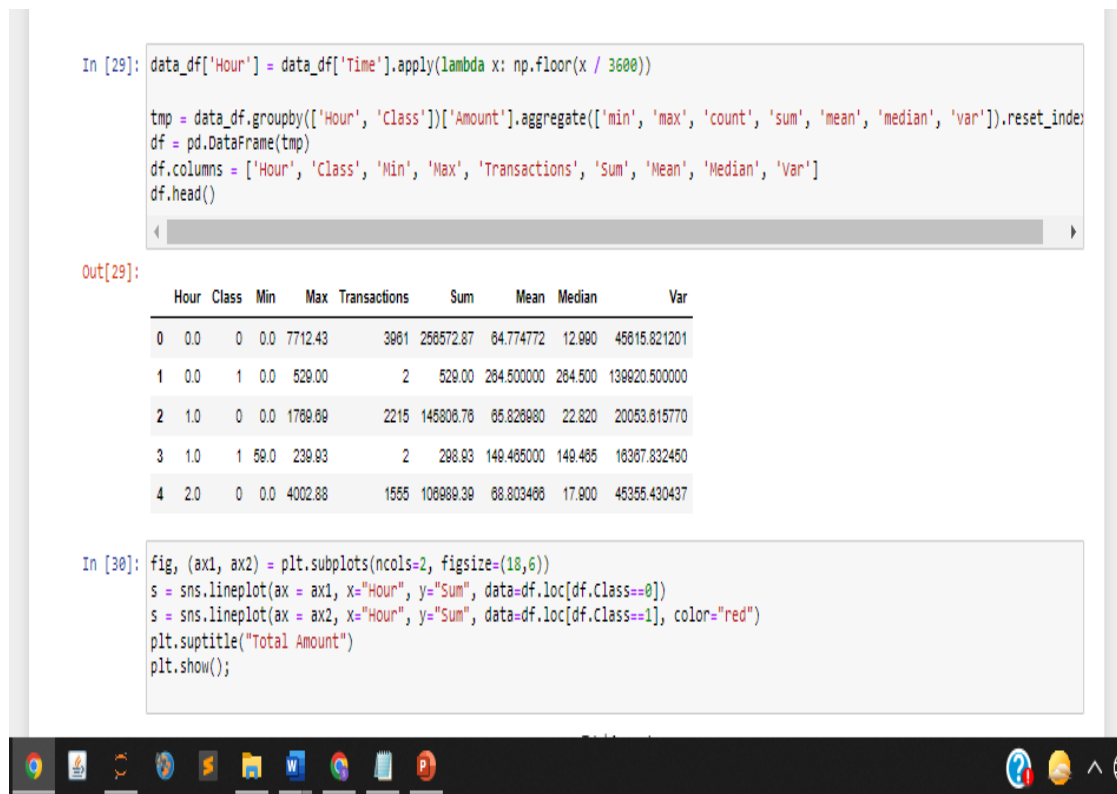 In [29]: data_df['Hour'] = data_df['Time'].apply(lambda x: np.floor(x / 3600))
tmp = data_df.groupby(['Hour', 'Class'])['Amount'].aggregate(['min', 'max', 'count', 'sum', 'mean', 'median', 'var']).reset_index
df = pd.DataFrame(tmp)
df.columns = ['Hour', 'Class', 'Min', 'Max', 'Transactions', 'Sum', 'Mean', 'Median', 'Var']
df.head()
Out[29]:
Hour Class Min Max Transactions Sum Mean Median Var
0 0.0 0 0.0 7712.43 3961 256572.87 64.774772 12.990 45615.821201
1 0.0 1 0.0 529.00 2 529.00 264.500000 264.500 139920.500000
2 1.0 0 0.0 1769.69 2215 145806.76 65.826980 22.820 20053.615770
3 1.0 1 59.0 239.93 2 298.93 149.465000 149.465 16367.832450
4 2.0 0 0.0 4002.88 1555 106989.39 68.803466 17.900 45355.430437
In [30]: fig, (ax1, ax2) = plt.subplots(ncols=2, figsize=(18,6))
s = sns.lineplot(ax = ax1, x="Hour", y="Sum", data=df.loc[df.Class==0])
s = sns.lineplot(ax = ax2, x="Hour", y="Sum", data=df.loc[df.Class==1], color="red")
plt.suptitle("Total Amount")
plt.show();